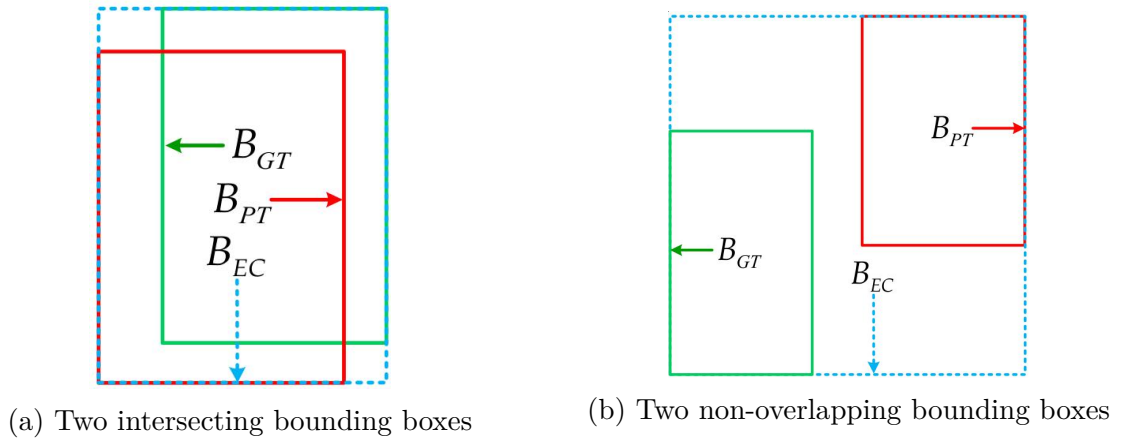 B_GT
B_PT
B_EC
(a) Two intersecting bounding boxes
B_PT
B_GT
B_EC
(b) Two non-overlapping bounding boxes